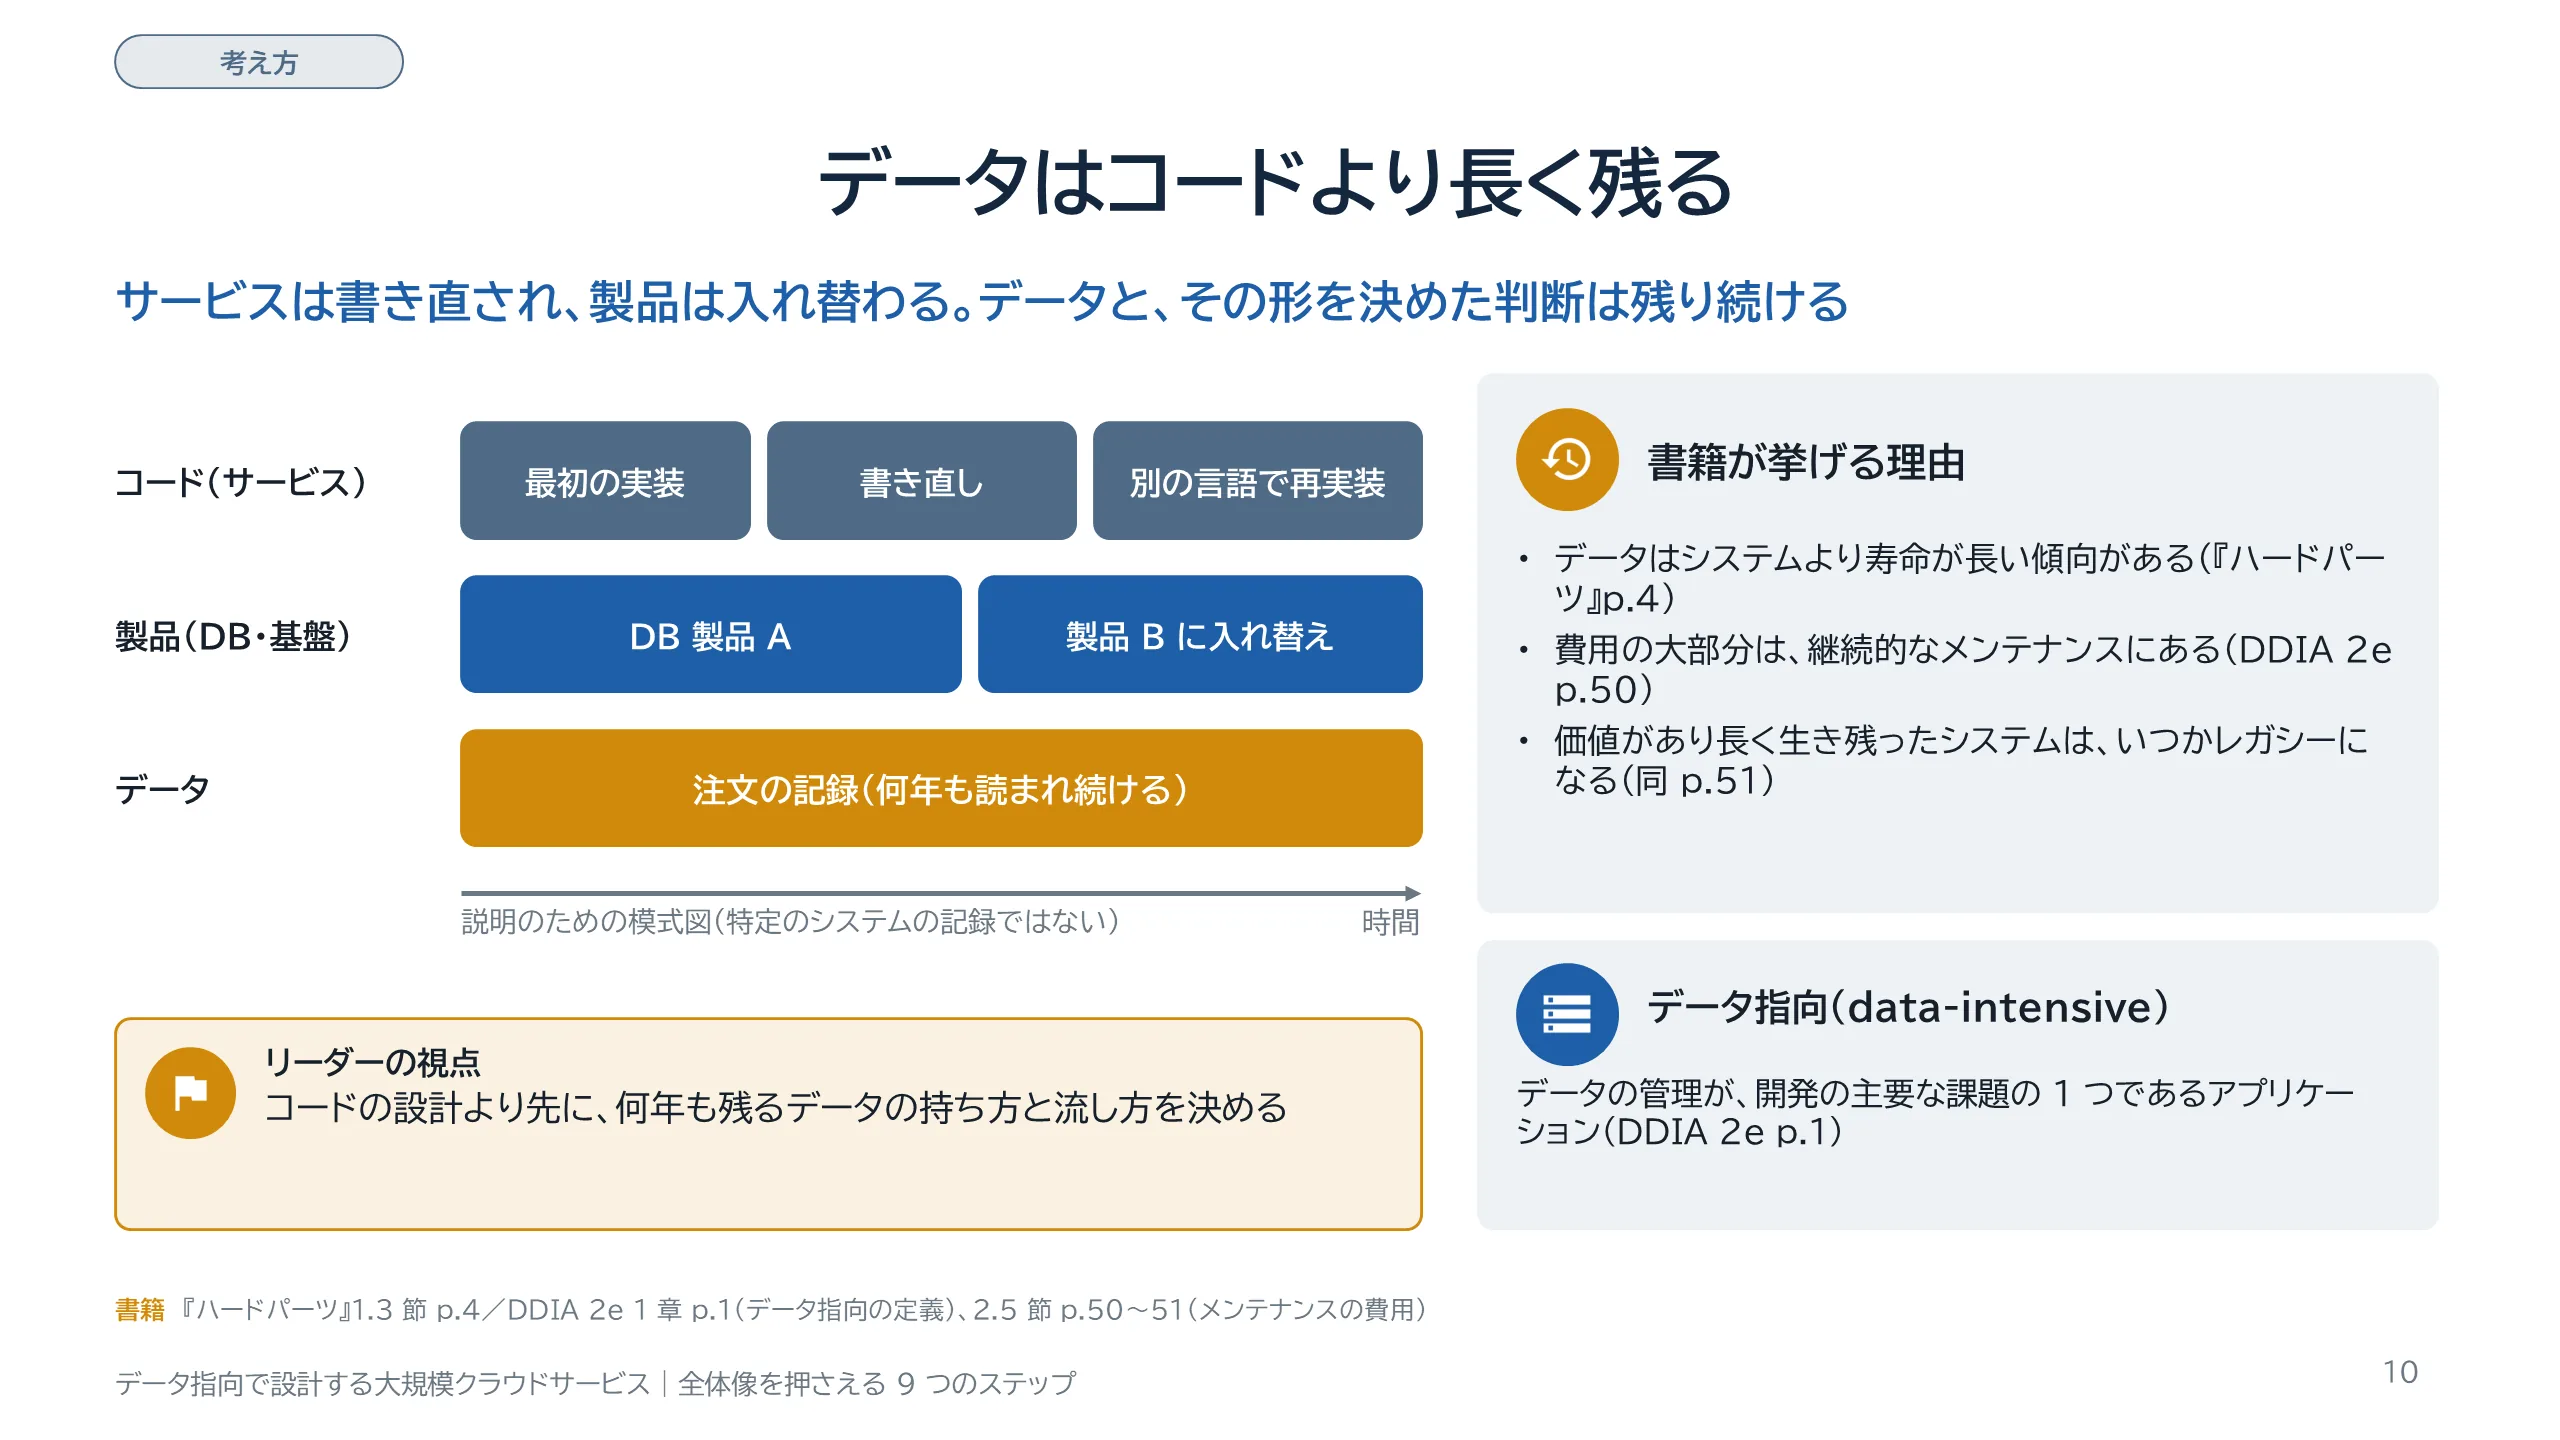 考え方
データはコードより長く残る
サービスは書き直され、製品は入れ替わる。データと、その形を決めた判断は残り続ける
コード（サービス）
最初の実装
書き直し
別の言語で再実装
製品（DB・基盤）
DB 製品 A
製品 B に入れ替え
データ
注文の記録（何年も読まれ続ける）
説明のための模式図（特定のシステムの記録ではない）
時間
リーダーの視点
コードの設計より先に、何年も残るデータの持ち方と流し方を決める
書籍が挙げる理由
• データはシステムより寿命が長い傾向がある（『ハードパー
ツ』p.4）
• 費用の大部分は、継続的なメンテナンスにある（DDIA 2e
p.50）
• 価値があり長く生き残ったシステムは、いつかレガシーに
なる（同 p.51）
データ指向（data-intensive）
データの管理が、開発の主要な課題の 1 つであるアプリケー
ション（DDIA 2e p.1）
書籍 『ハードパーツ』1.3 節 p.4／DDIA 2e 1 章 p.1（データ指向の定義）、2.5 節 p.50～51（メンテナンスの費用）
データ指向で設計する大規模クラウドサービス｜全体像を押さえる 9 つのステップ
10